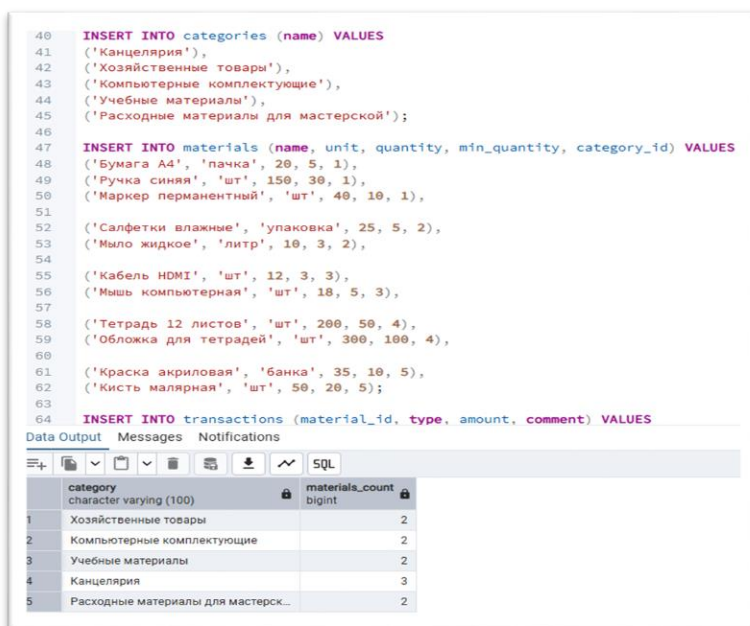 40 INSERT INTO categories (name) VALUES
41 ('Канцелярия'),
42 ('Хозяйственные товары'),
43 ('Компьютерные комплектующие'),
44 ('Учебные материалы'),
45 ('Расходные материалы для мастерской');
46
47 INSERT INTO materials (name, unit, quantity, min_quantity, category_id) VALUES
48 ('Бумага А4', 'пачка', 20, 5, 1),
49 ('Ручка синяя', 'шт', 150, 30, 1),
50 ('Маркер перманентный', 'шт', 40, 10, 1),
51
52 ('Салфетки влажные', 'упаковка', 25, 5, 2),
53 ('Мыло жидкое', 'литр', 10, 3, 2),
54
55 ('Кабель HDMI', 'шт', 12, 3, 3),
56 ('Мышь компьютерная', 'шт', 18, 5, 3),
57
58 ('Тетрадь 12 листов', 'шт', 200, 50, 4),
59 ('Обложка для тетрадей', 'шт', 300, 100, 4),
60
61 ('Краска акриловая', 'банка', 35, 10, 5),
62 ('Кисть малярная', 'шт', 50, 20, 5);
63
64 INSERT INTO transactions (material_id, type, amount, comment) VALUES
Data Output Messages Notifications
SQL
category materials_count
character varying (100) bigint
1 Хозяйственные товары 2
2 Компьютерные комплектующие 2
3 Учебные материалы 2
4 Канцелярия 3
5 Расходные материалы для мастерск... 2